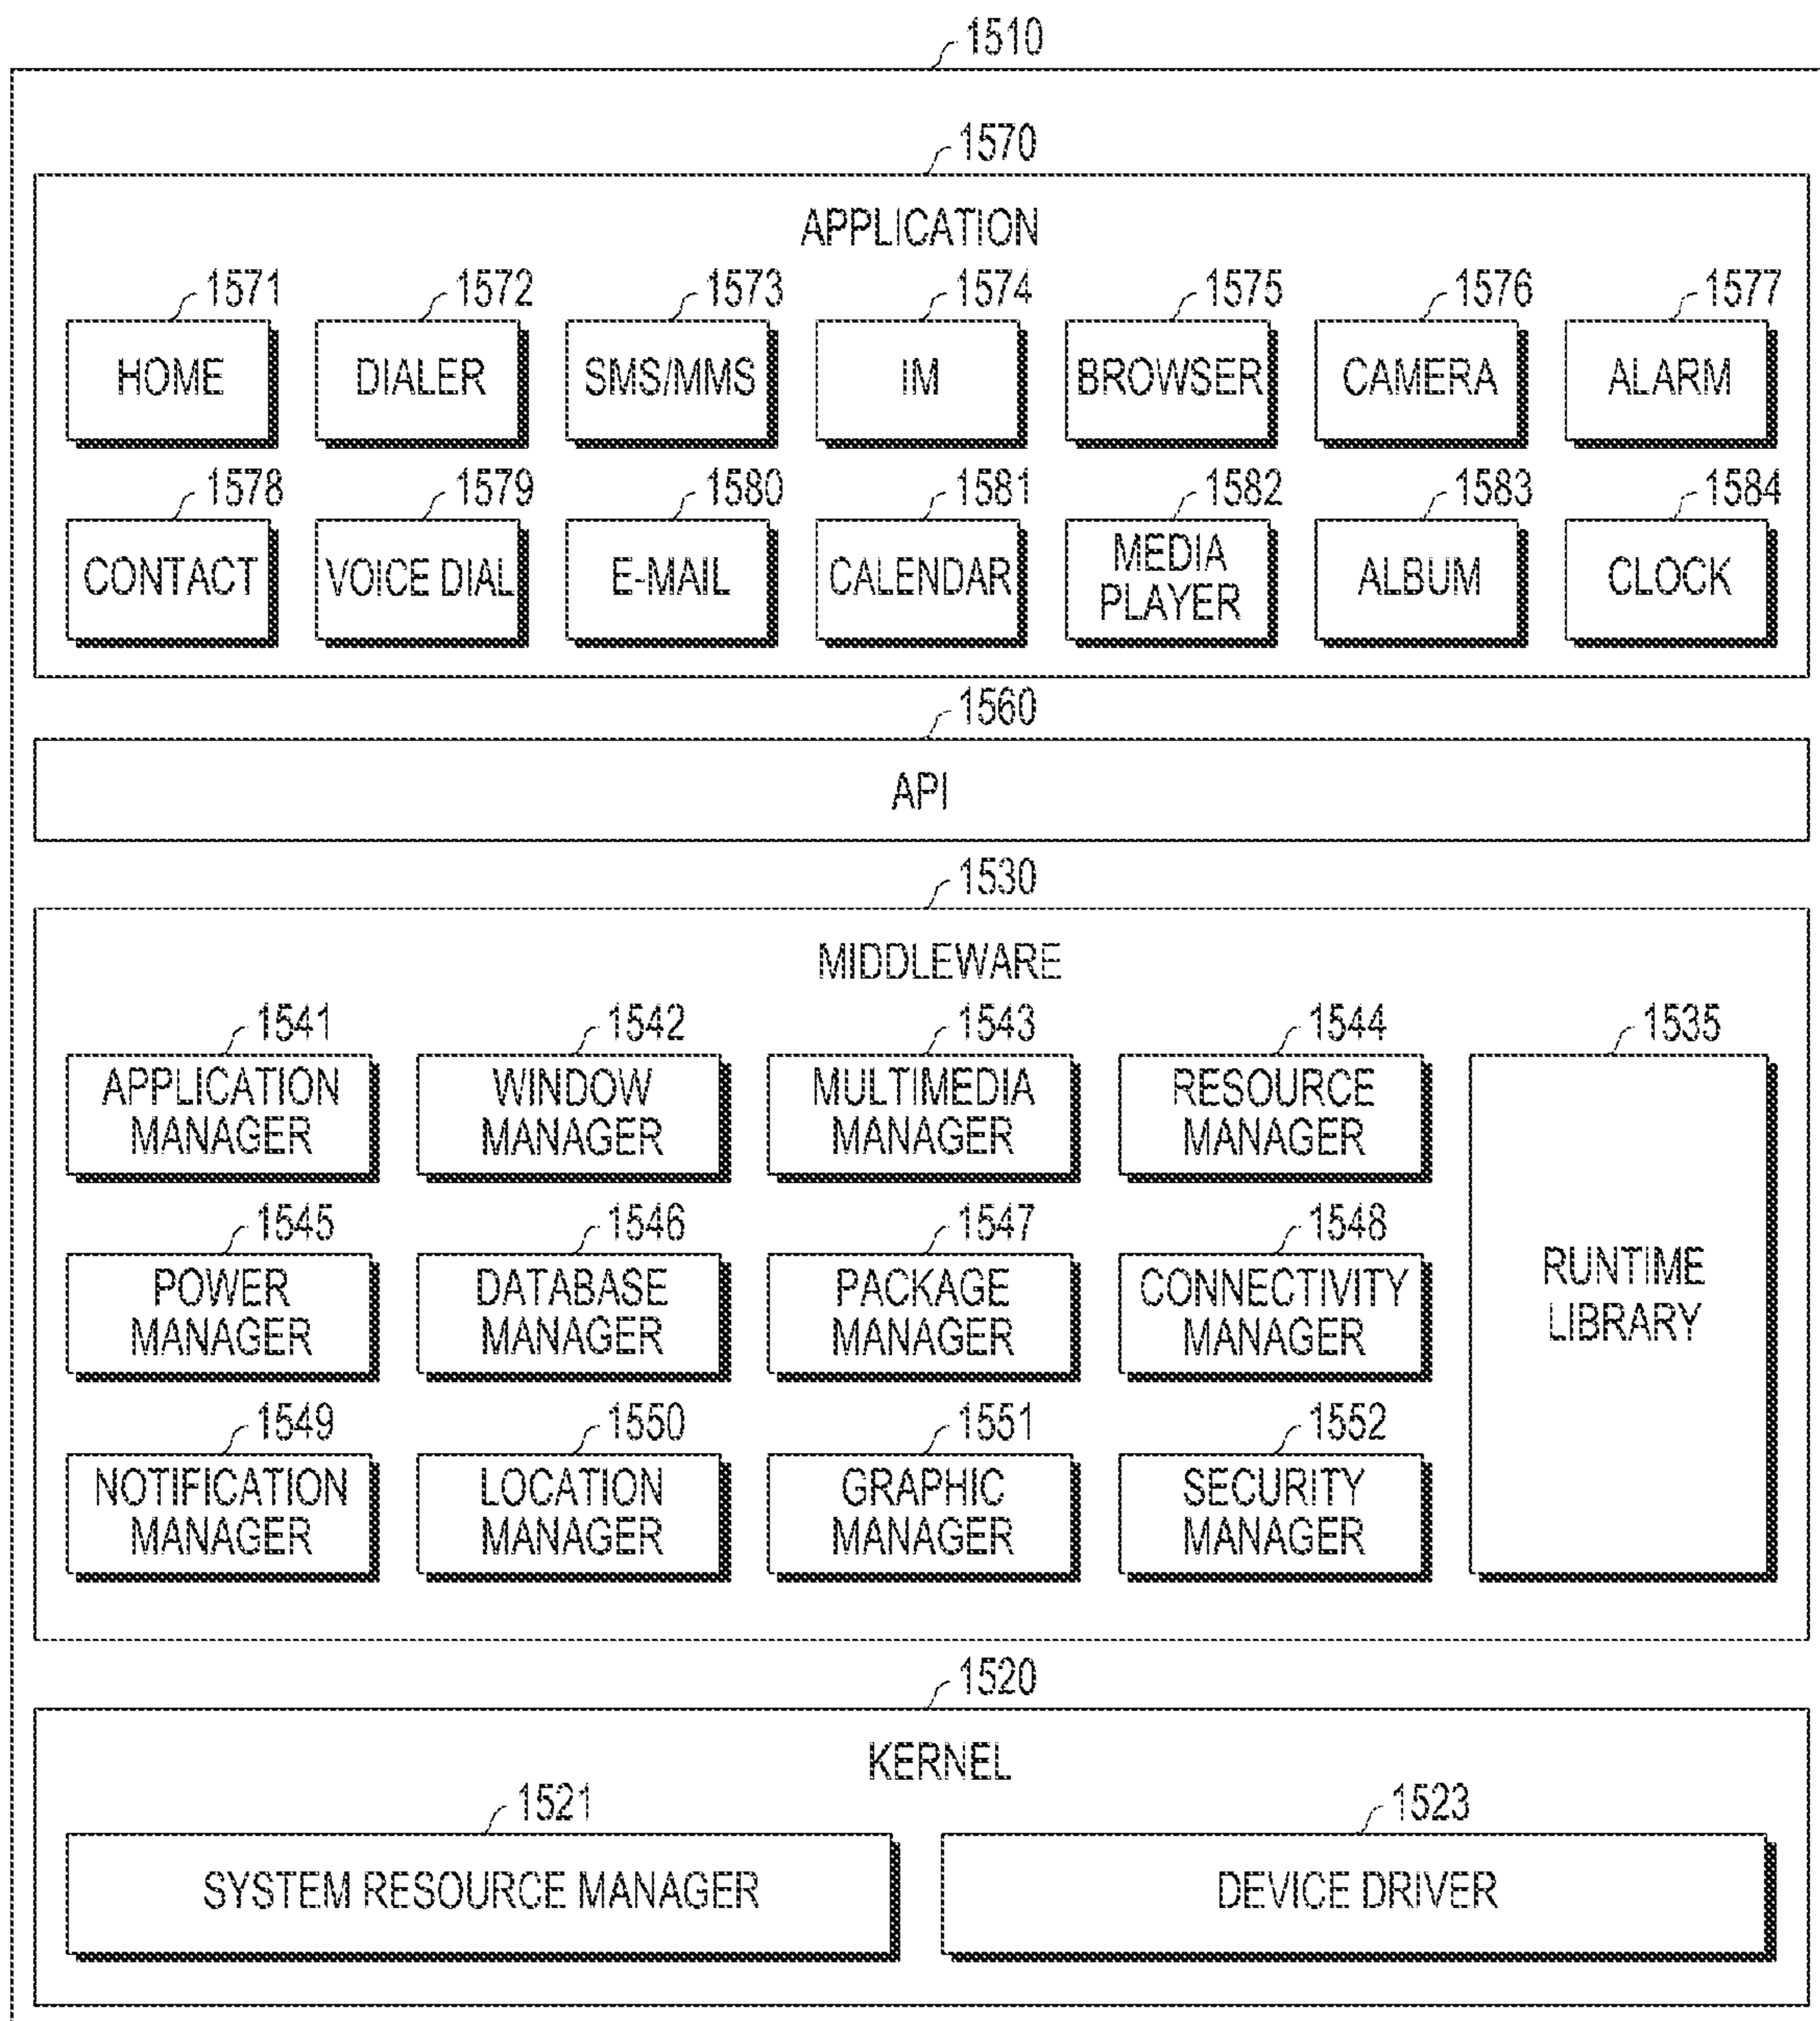 1510
1570
APPLICATION
1571 1572 1573 1574 1575 1576 1577
HOME DIALER SMS/MMS IM BROWSER CAMERA ALARM
1578 1579 1580 1581 1582 1583 1584
CONTACT VOICE DIAL E-MAIL CALENDAR MEDIA PLAYER ALBUM CLOCK
1560
API
1530
MIDDLEWARE
1541 1542 1543 1544 1535
APPLICATION WINDOW MULTIMEDIA RESOURCE
MANAGER MANAGER MANAGER MANAGER
1545 1546 1547 1548
POWER DATABASE PACKAGE CONNECTIVITY RUNTIME
MANAGER MANAGER MANAGER MANAGER LIBRARY
1549 1550 1551 1552
NOTIFICATION LOCATION GRAPHIC SECURITY
MANAGER MANAGER MANAGER MANAGER
1520
KERNEL
1521 1523
SYSTEM RESOURCE MANAGER DEVICE DRIVER